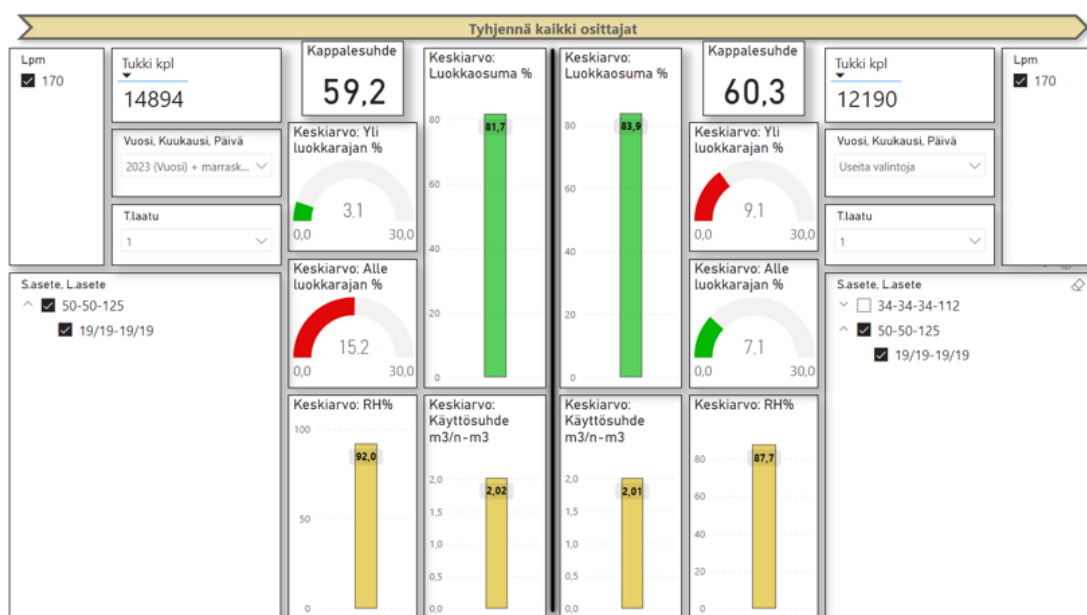 Tyhjennä kaikki osittajat
Lpm
170
Tukki kpl
14894
Vuosi, Kuukausi, Päivä
2023 (Vuosi) + marrask...
T.laatu
1
S.asete, L.asete
50-50-125
19/19-19/19
Kappalesuhde
59,2
Keskiarvo: Yli
luokkarajan %
3.1
0,0
30,0
Keskiarvo: Alle
luokkarajan %
15.2
0,0
30,0
Keskiarvo: RH%
100
92,0
50
0
Keskiarvo:
Luokkaosuma %
80
81,7
60
40
20
0
Keskiarvo:
Käyttösuhde
m3/n-m3
2,0
2,02
1,5
1,0
0,5
0,0
Keskiarvo:
Luokkaosuma %
80
83,9
60
40
20
0
Keskiarvo:
Käyttösuhde
m3/n-m3
2,0
2,01
1,5
1,0
0,5
0,0
Kappalesuhde
60,3
Keskiarvo: Yli
luokkarajan %
9.1
0,0
30,0
Keskiarvo: Alle
luokkarajan %
7.1
0,0
30,0
Keskiarvo: RH%
87,7
80
60
40
20
0
Tukki kpl
12190
Vuosi, Kuukausi, Päivä
Useita valintoja
T.laatu
1
Lpm
170
S.asete, L.asete
34-34-34-112
50-50-125
19/19-19/19